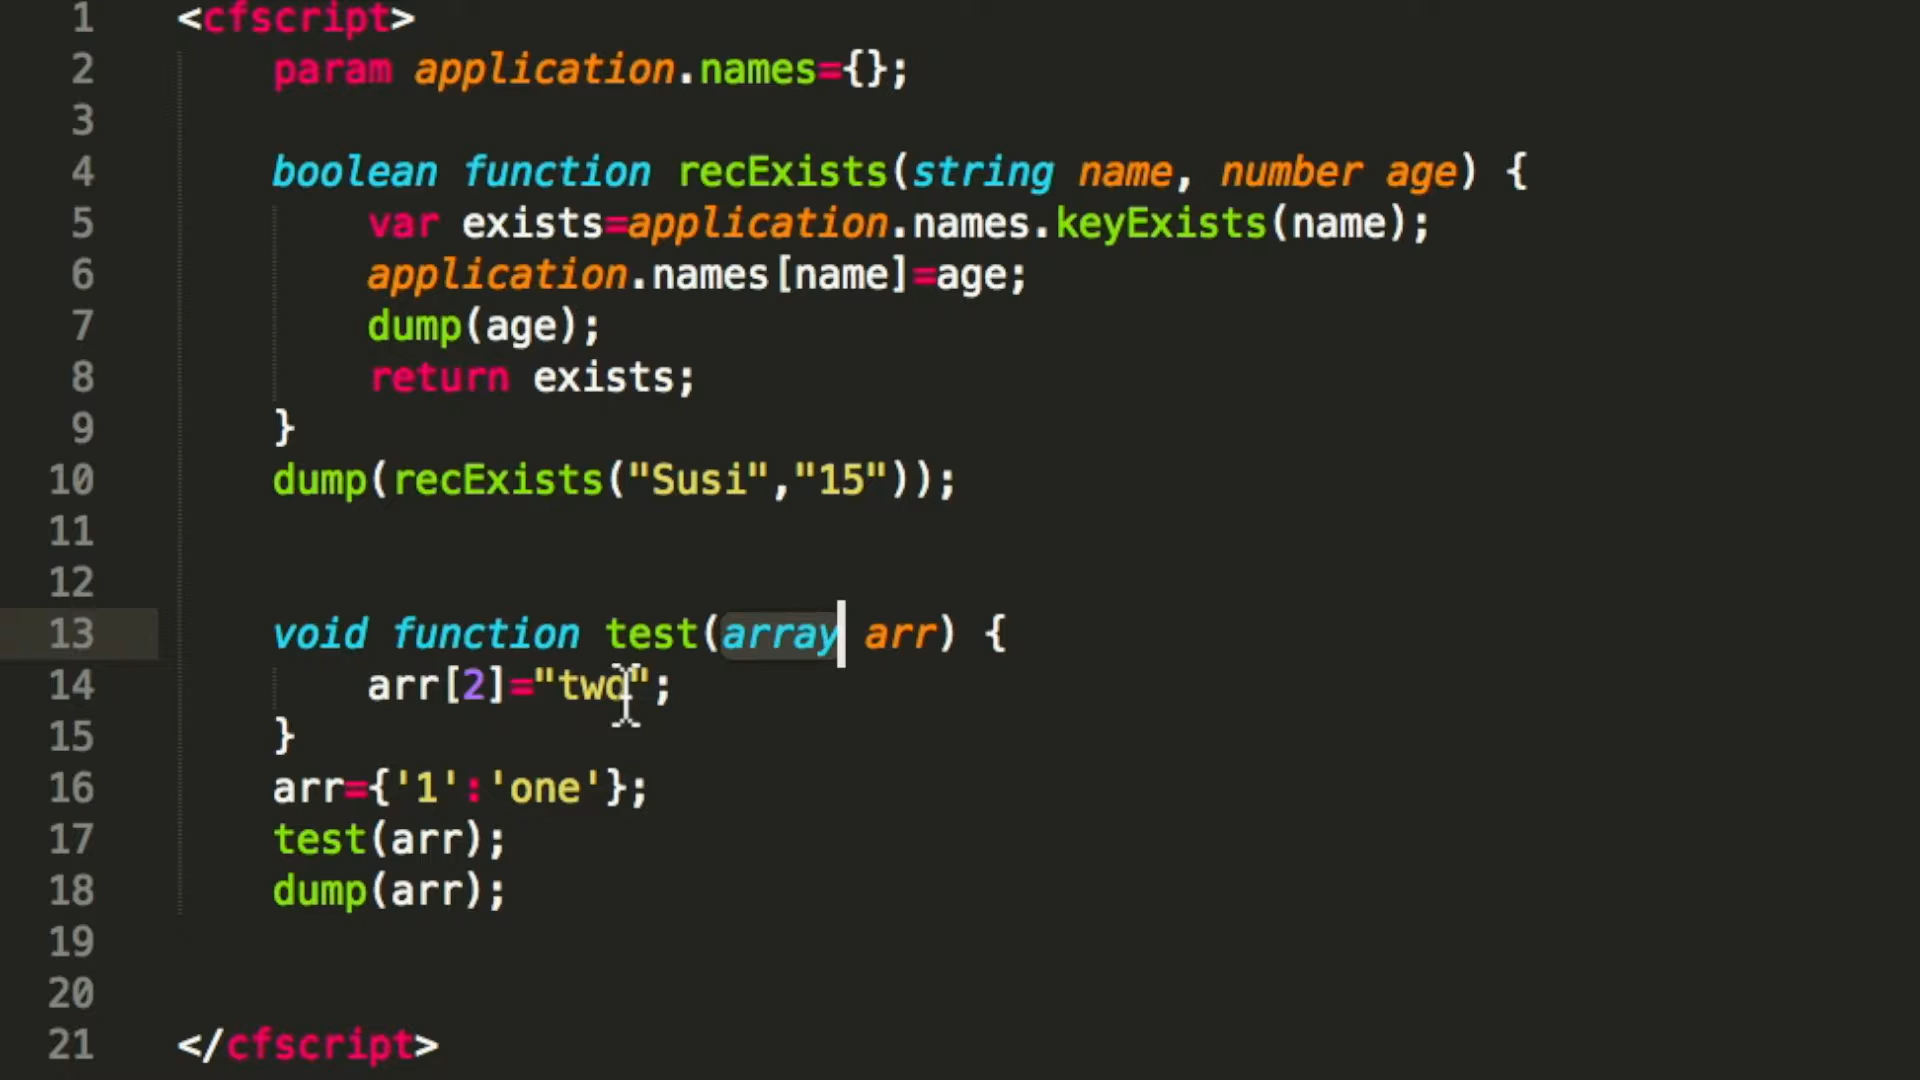 1 <cfscript>
2 param application.names={};
3
4 boolean function recExists(string name, number age) {
5 var exists=application.names.keyExists(name);
6 application.names[name]=age;
7 dump(age);
8 return exists;
9 }
10 dump(recExists("Susi","15"));
11
12
13 void function test(array arr) {
14 arr[2]="two";
15 }
16 arr={'1':'one'};
17 test(arr);
18 dump(arr);
19
20
21 </cfscript>